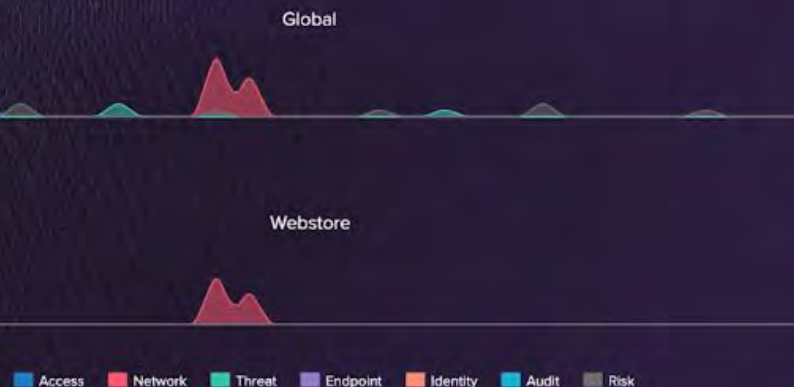 Global
Webstore
Access Network Threat Endpoint Identity Audit Risk